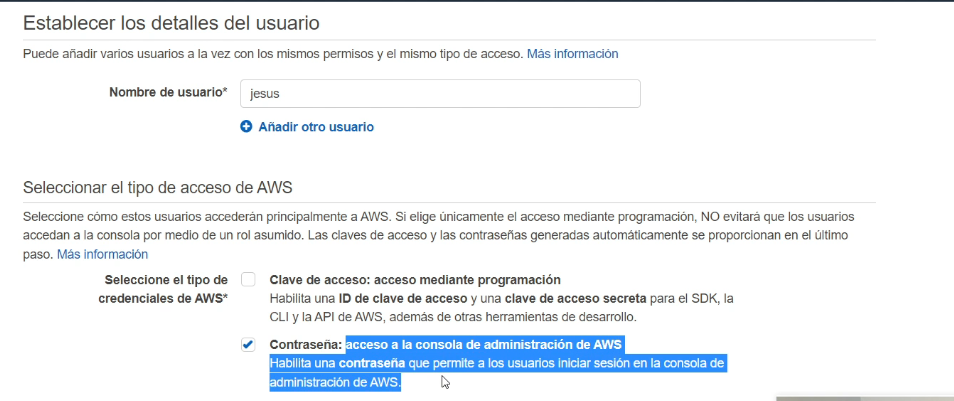 Establecer los detalles del usuario
Puede añadir varios usuarios a la vez con los mismos permisos y el mismo tipo de acceso. Más información
Nombre de usuario* jesus
Añadir otro usuario
Seleccionar el tipo de acceso de AWS
Seleccione cómo estos usuarios accederán principalmente a AWS. Si elige únicamente el acceso mediante programación, NO evitará que los usuarios
accedan a la consola por medio de un rol asumido. Las claves de acceso y las contraseñas generadas automáticamente se proporcionan en el último
paso. Más información
Seleccione el tipo de Clave de acceso: acceso mediante programación
credenciales de AWS* Habilita una ID de clave de acceso y una clave de acceso secreta para el SDK, la
CLI y la API de AWS, además de otras herramientas de desarrollo.
Contraseña: acceso a la consola de administración de AWS
Habilita una contraseña que permite a los usuarios iniciar sesión en la consola de
administración de AWS.